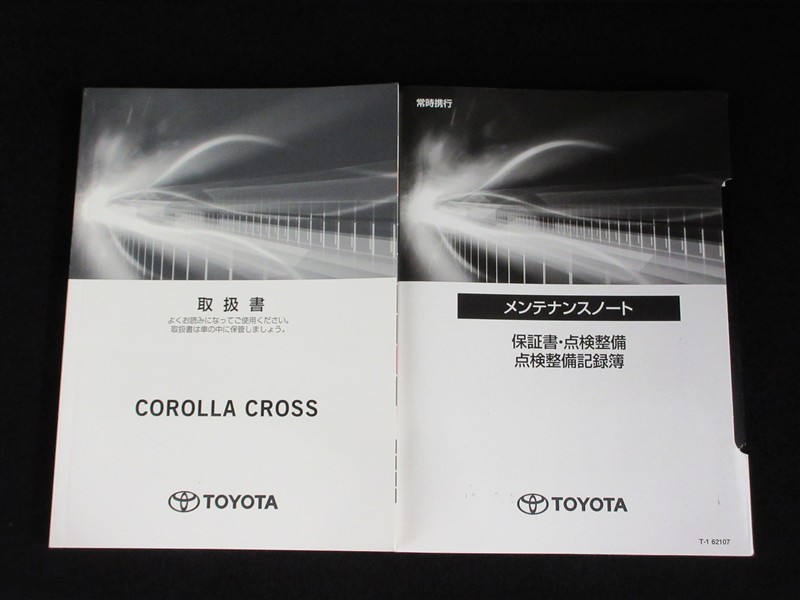 取扱書
よくお読みになってご使用ください。
取扱書は車の中に保管しましょう。
COROLLA CROSS
TOYOTA
常時携行
メンテナンスノート
保証書・点検整備
点検整備記録簿
TOYOTA
T-1 62107